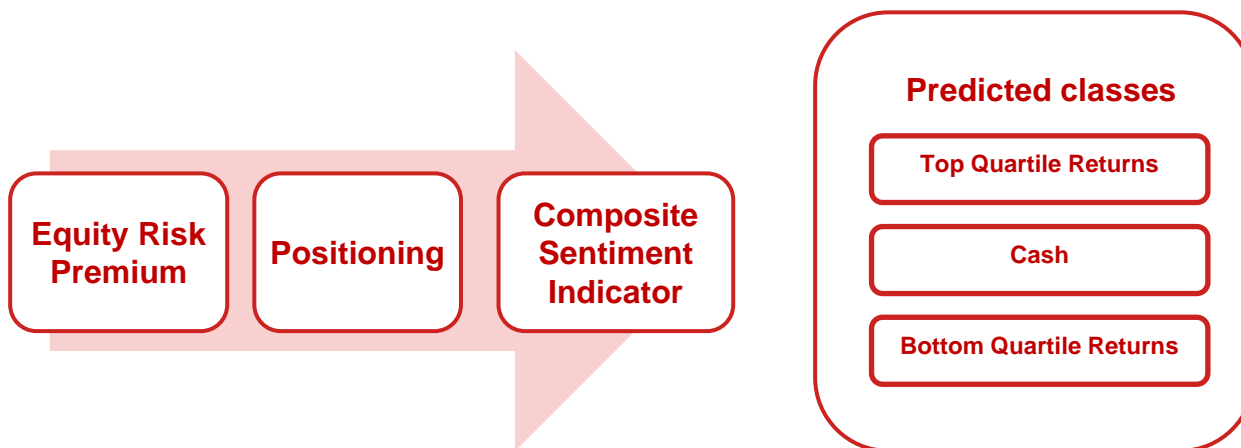 Equity Risk
Premium
Positioning
Composite
Sentiment
Indicator
Predicted classes
Top Quartile Returns
Cash
Bottom Quartile Returns